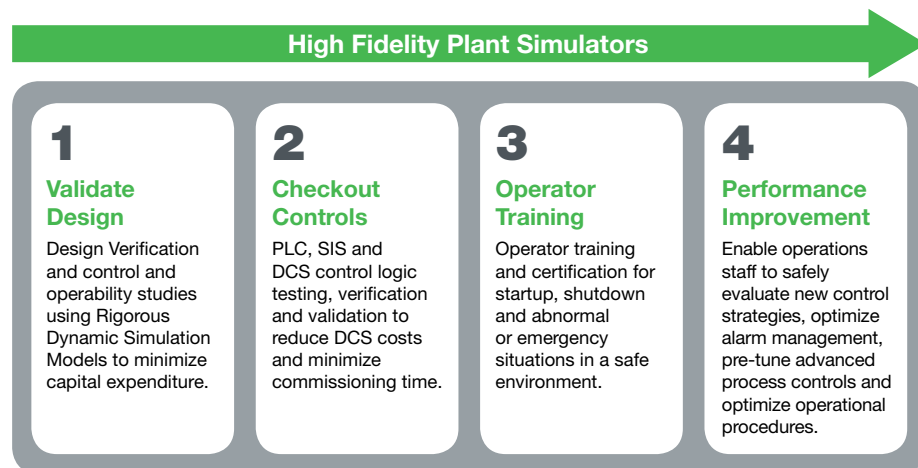 High Fidelity Plant Simulators
1
Validate
Design
Design Verification
and control and
operability studies
using Rigorous
Dynamic Simulation
Models to minimize
capital expenditure.
2
Checkout
Controls
PLC, SIS and
DCS control logic
testing, verification
and validation to
reduce DCS costs
and minimize
commissioning time.
3
Operator
Training
Operator training
and certification for
startup, shutdown
and abnormal
or emergency
situations in a safe
environment.
4
Performance
Improvement
Enable operations
staff to safely
evaluate new control
strategies, optimize
alarm management,
pre-tune advanced
process controls and
optimize operational
procedures.